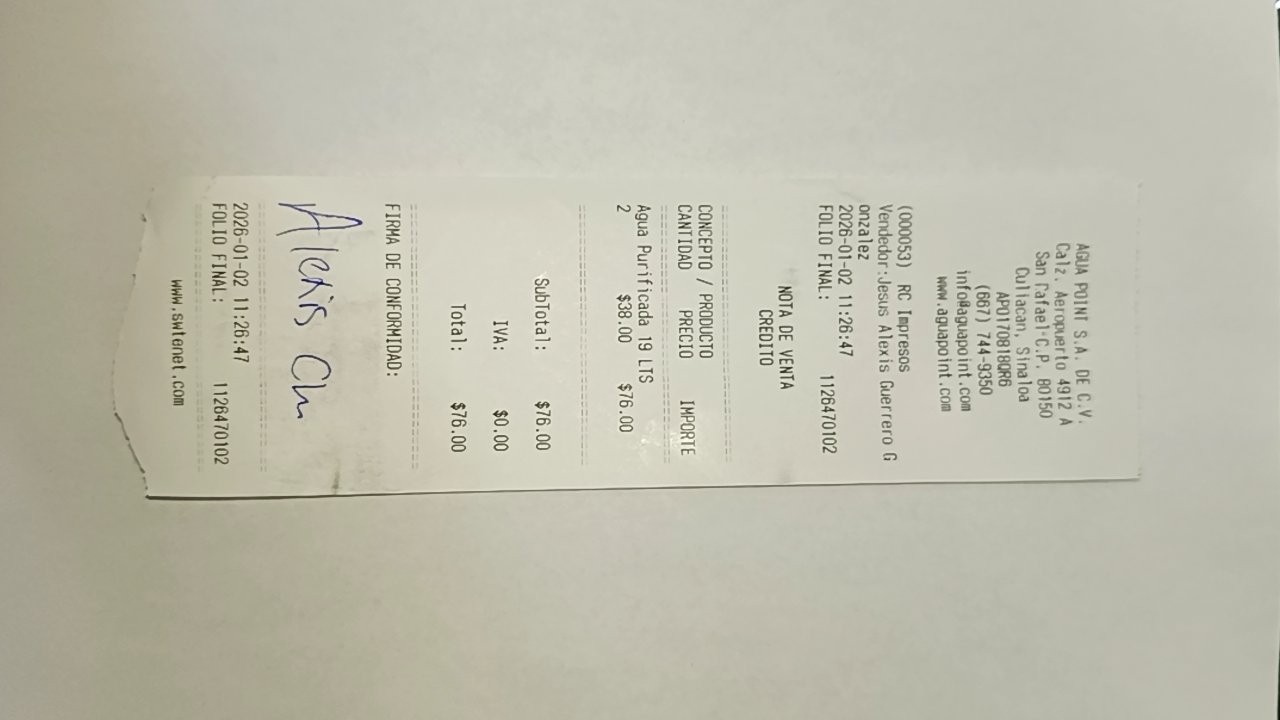 AGUA POINT S.A. DE C.V.
Calz. Aeropuerto 4912 A
San Rafael C.P. 80150
Culiacan, Sinaloa
APO170818QR6
(667) 744-9350
info@aguapoint.com
www.aguapoint.com
(000053) RC Impresos
Vendedor:Jesus Alexis Guerrero G
onzalez
2026-01-02 11:26:47
FOLIO FINAL: 1126470102
NOTA DE VENTA
CREDITO
CONCEPTO / PRODUCTO
CANTIDAD PRECIO IMPORTE
Agua Purificada 19 LTS
2 $38.00 $76.00
SubTotal: $76.00
IVA: $0.00
Total: $76.00
FIRMA DE CONFORMIDAD:
Alexis Ch
2026-01-02 11:26:47
FOLIO FINAL: 1126470102
www.swtenet.com